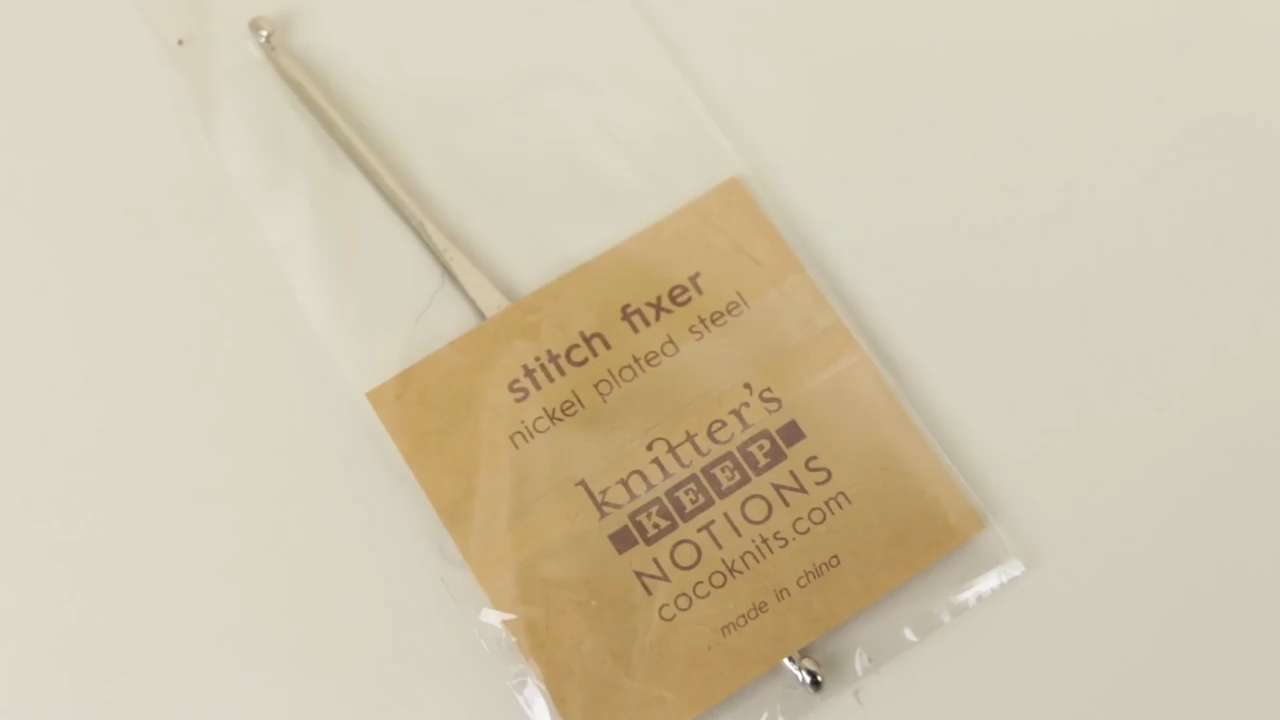 stitch fixer
nickel plated steel
knitter's
KEEP
NOTIONS
cocoknits.com
made in china